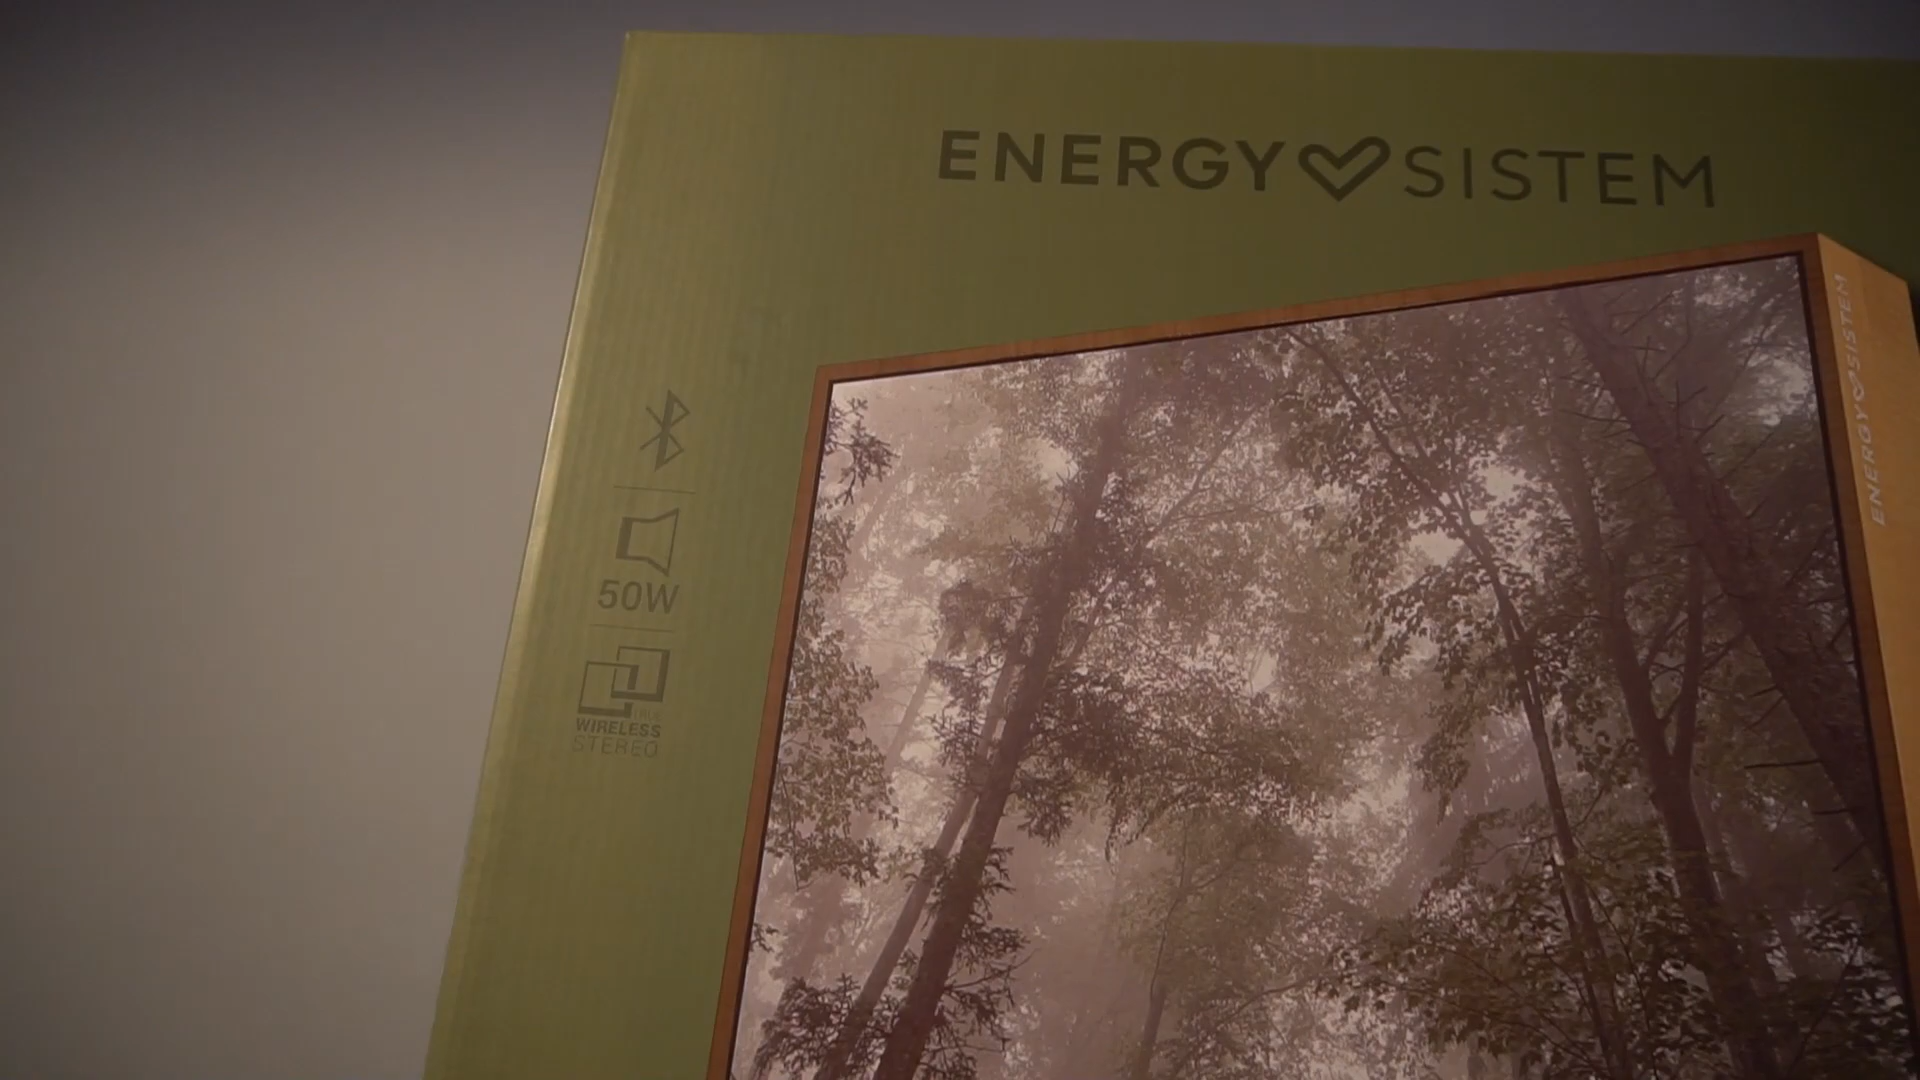 ENERGY SISTEM
ENERGY SISTEM
50W
TRUE
WIRELESS
STEREO